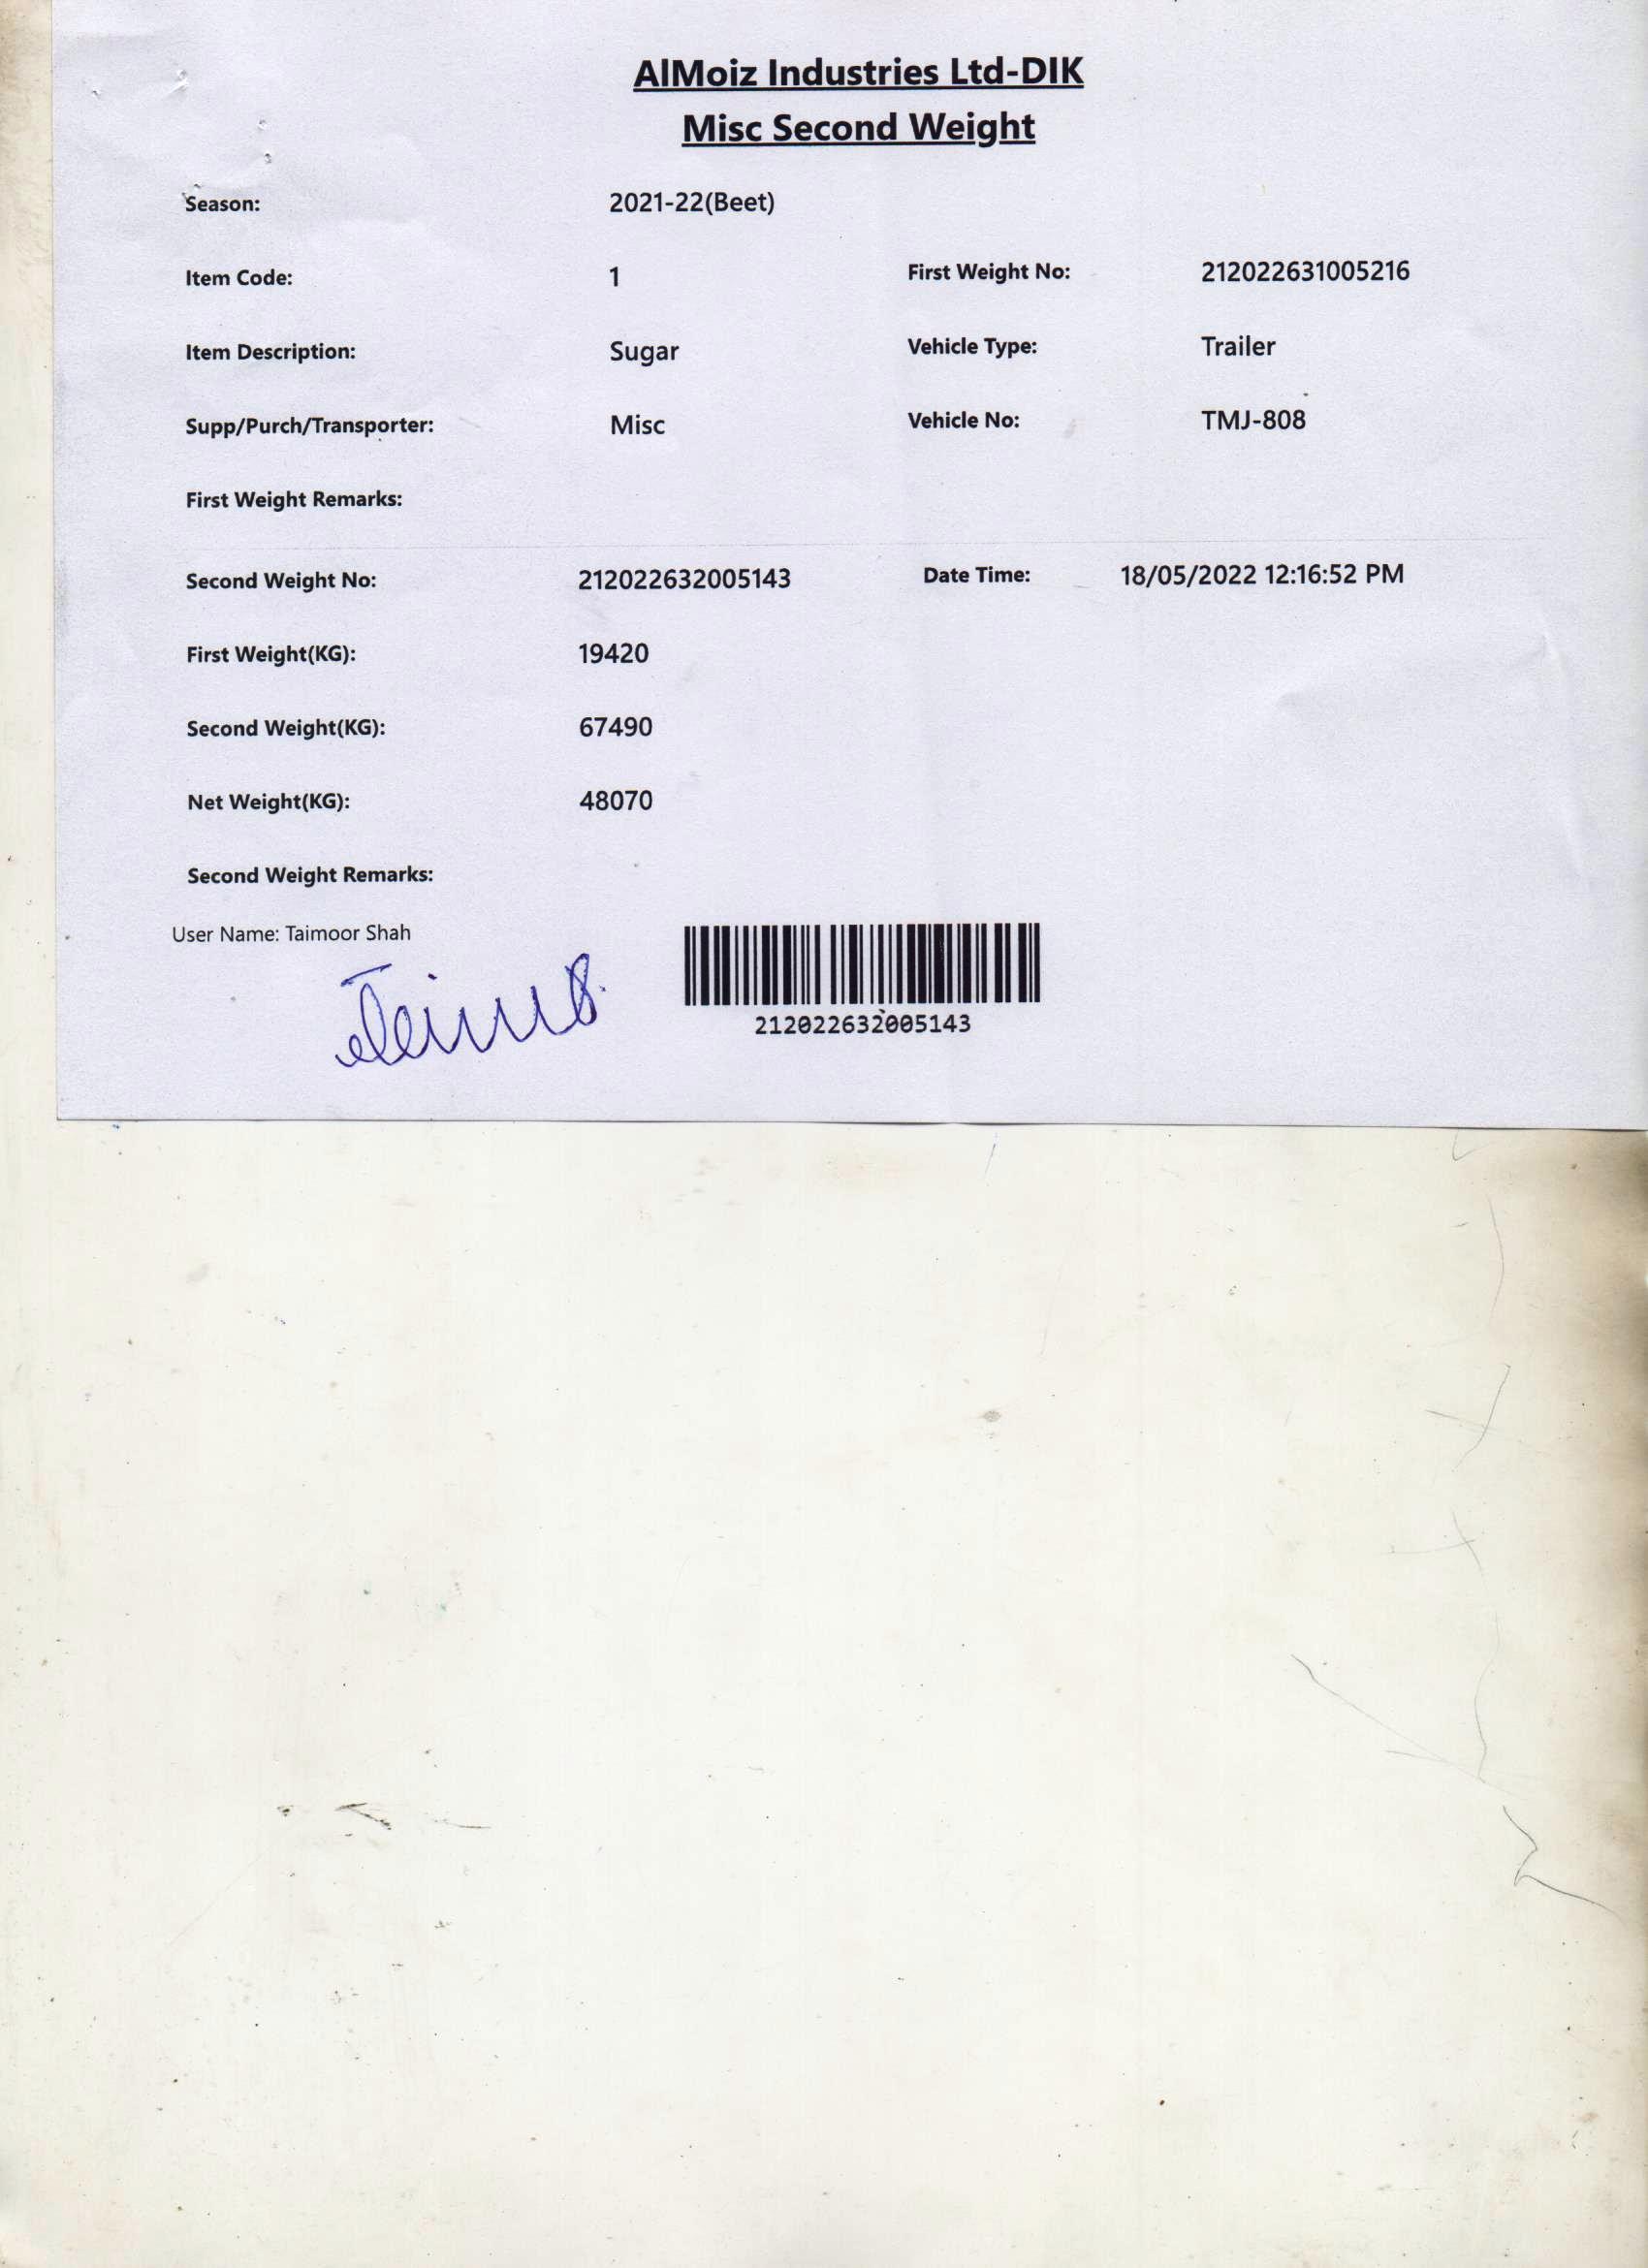 AlMoiz Industries Ltd-DIK
Misc Second Weight
Season: 2021-22(Beet)
Item Code: 1 First Weight No: 212022631005216
Item Description: Sugar Vehicle Type: Trailer
Supp/Purch/Transporter: Misc Vehicle No: TMJ-808
First Weight Remarks:
Second Weight No: 212022632005143 Date Time: 18/05/2022 12:16:52 PM
First Weight(KG): 19420
Second Weight(KG): 67490
Net Weight(KG): 48070
Second Weight Remarks:
User Name: Taimoor Shah
212022632005143